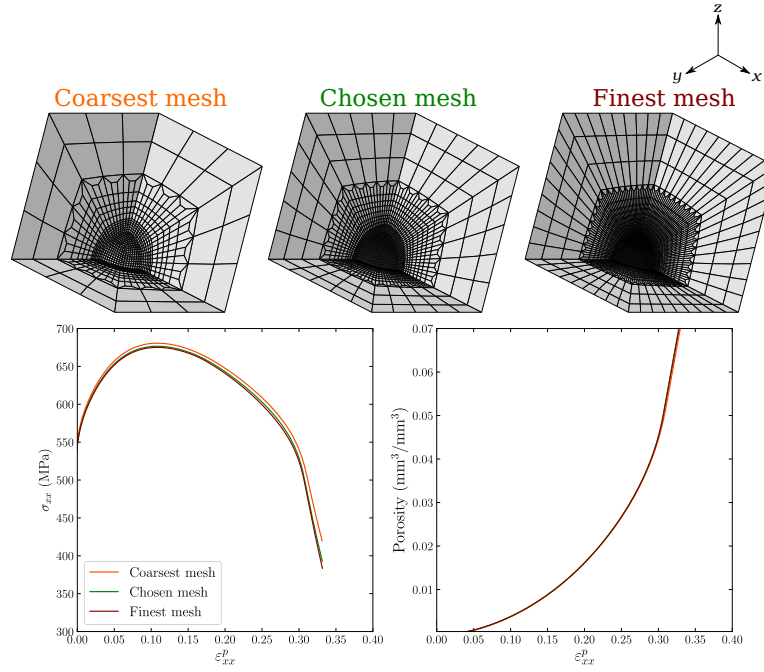 z
y
x
Coarsest mesh
Chosen mesh
Finest mesh
700
650
600
550
500
450
400
350
300
σxx (MPa)
Coarsest mesh
Chosen mesh
Finest mesh
0.00 0.05 0.10 0.15 0.20 0.25 0.30 0.35 0.40
ε^p_xx
0.07
0.06
0.05
0.04
0.03
0.02
0.01
Porosity (mm³/mm³)
0.00 0.05 0.10 0.15 0.20 0.25 0.30 0.35 0.40
ε^p_xx